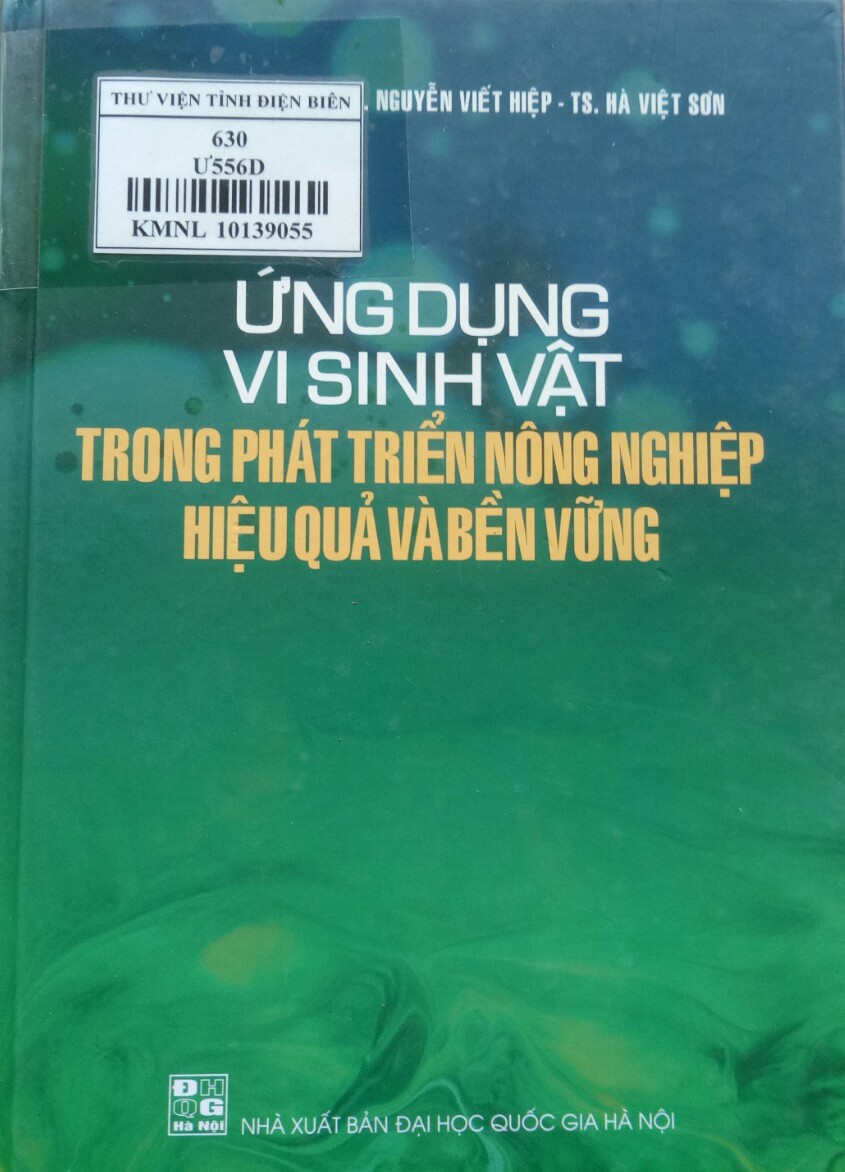 THƯ VIỆN TỈNH ĐIỆN BIÊN
630
Ư556D
KMNL 10139055
. NGUYỄN VIẾT HIỆP - TS. HÀ VIỆT SƠN
ỨNG DỤNG
VI SINH VẬT
TRONG PHÁT TRIỂN NÔNG NGHIỆP
HIỆU QUẢ VÀ BỀN VỮNG
ĐH
QG
Hà Nội
NHÀ XUẤT BẢN ĐẠI HỌC QUỐC GIA HÀ NỘI